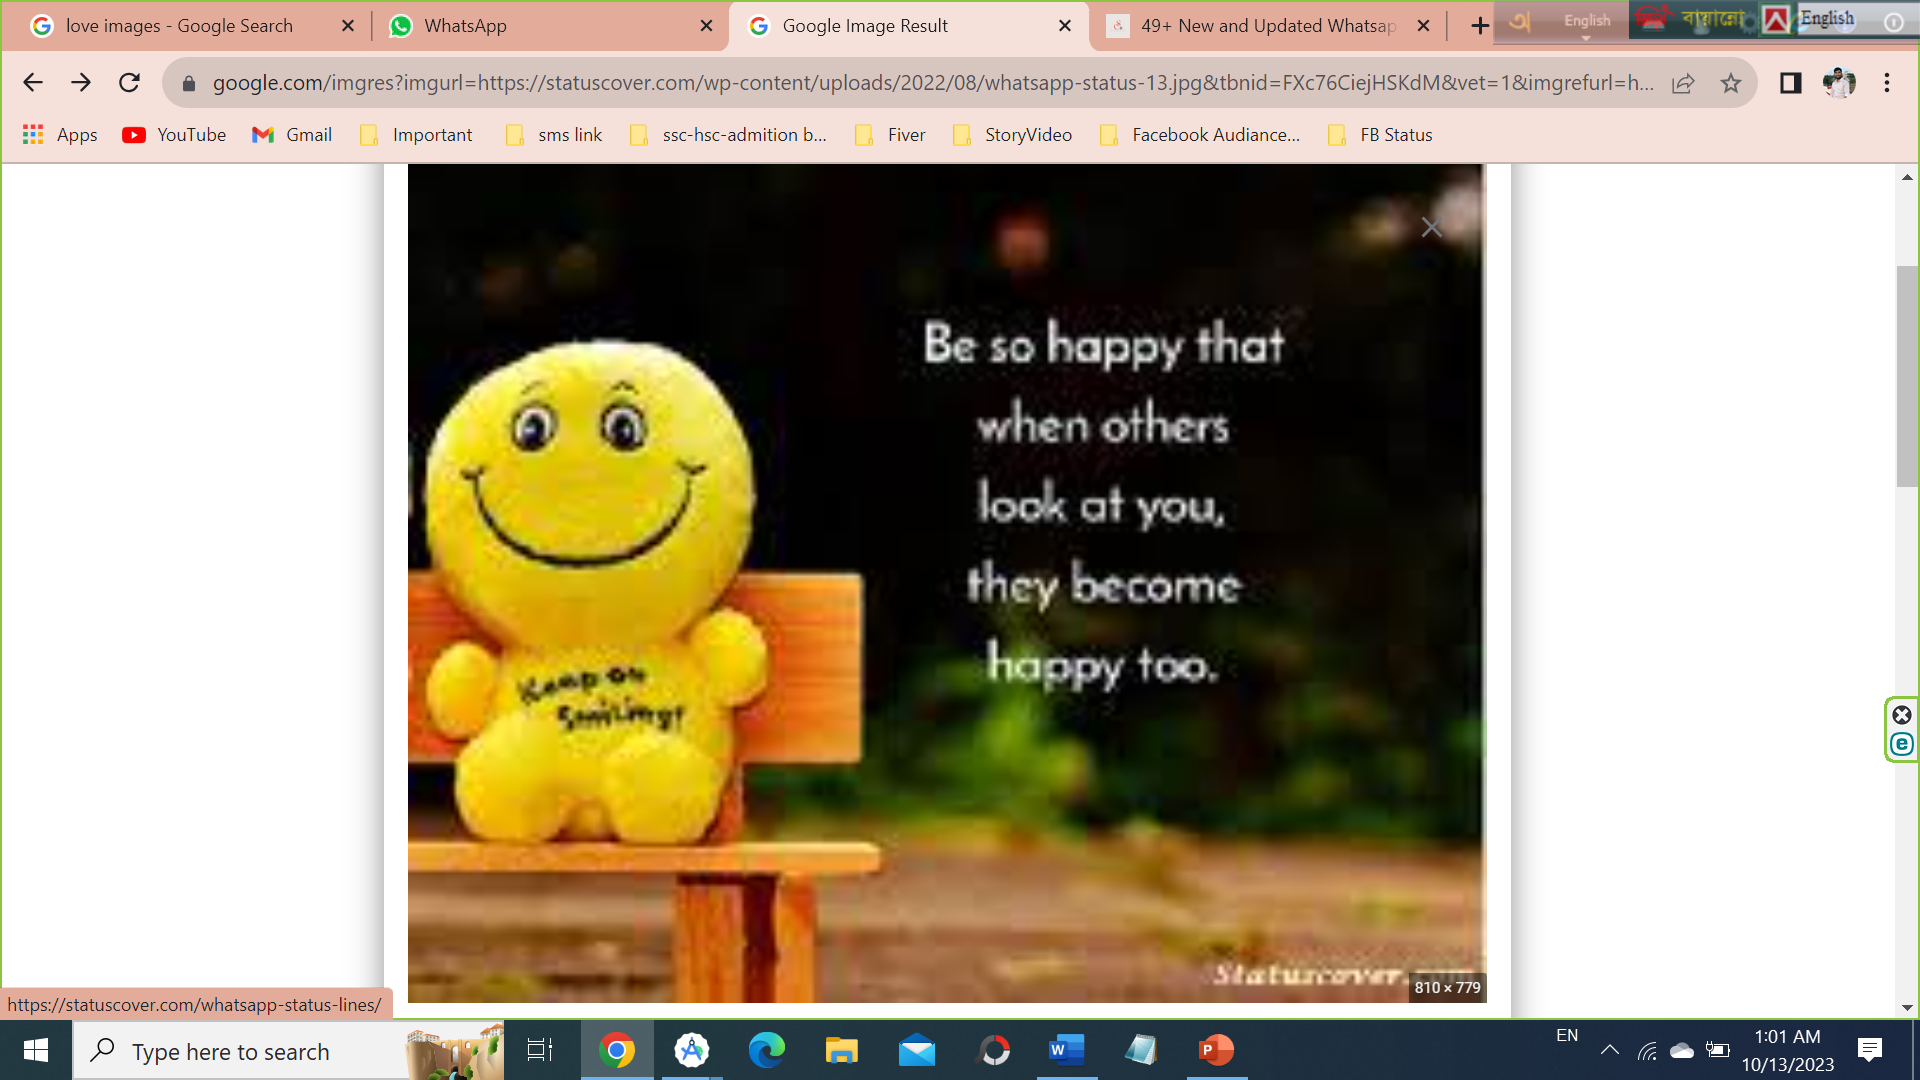 love images - Google Search
WhatsApp
Google Image Result
49+ New and Updated Whatsap
English
বায়ান্নো
English
google.com/imgres?imgurl=https://statuscover.com/wp-content/uploads/2022/08/whatsapp-status-13.jpg&tbnid=FXc76CiejHSKdM&vet=1&imgrefurl=h...
Apps
YouTube
Gmail
Important
sms link
ssc-hsc-admition b...
Fiver
StoryVideo
Facebook Audiance...
FB Status
Be so happy that
when others
look at you,
they become
happy too.
Keep on
Smiling!
Statuscover.
810 × 779
https://statuscover.com/whatsapp-status-lines/
Type here to search
EN
1:01 AM
10/13/2023